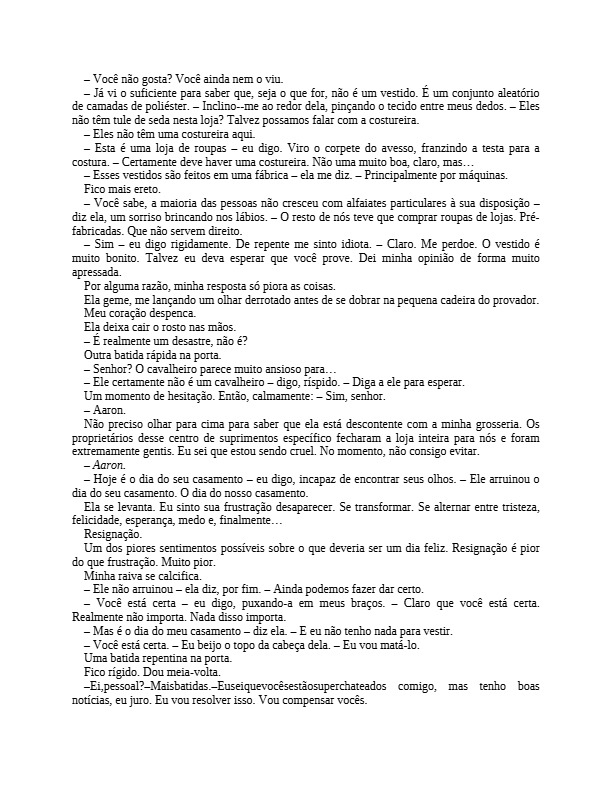 – Você não gosta? Você ainda nem o viu.
– Já vi o suficiente para saber que, seja o que for, não é um vestido. É um conjunto aleatório
de camadas de poliéster. – Inclino--me ao redor dela, pinçando o tecido entre meus dedos. – Eles
não têm tule de seda nesta loja? Talvez possamos falar com a costureira.
– Eles não têm uma costureira aqui.
– Esta é uma loja de roupas – eu digo. Viro o corpete do avesso, franzindo a testa para a
costura. – Certamente deve haver uma costureira. Não uma muito boa, claro, mas…
– Esses vestidos são feitos em uma fábrica – ela me diz. – Principalmente por máquinas.
Fico mais ereto.
– Você sabe, a maioria das pessoas não cresceu com alfaiates particulares à sua disposição –
diz ela, um sorriso brincando nos lábios. – O resto de nós teve que comprar roupas de lojas. Pré-
fabricadas. Que não servem direito.
– Sim – eu digo rigidamente. De repente me sinto idiota. – Claro. Me perdoe. O vestido é
muito bonito. Talvez eu deva esperar que você prove. Dei minha opinião de forma muito
apressada.
Por alguma razão, minha resposta só piora as coisas.
Ela geme, me lançando um olhar derrotado antes de se dobrar na pequena cadeira do provador.
Meu coração despenca.
Ela deixa cair o rosto nas mãos.
– É realmente um desastre, não é?
Outra batida rápida na porta.
– Senhor? O cavalheiro parece muito ansioso para…
– Ele certamente não é um cavalheiro – digo, ríspido. – Diga a ele para esperar.
Um momento de hesitação. Então, calmamente: – Sim, senhor.
– Aaron.
Não preciso olhar para cima para saber que ela está descontente com a minha grosseria. Os
proprietários desse centro de suprimentos específico fecharam a loja inteira para nós e foram
extremamente gentis. Eu sei que estou sendo cruel. No momento, não consigo evitar.
– Aaron.
– Hoje é o dia do seu casamento – eu digo, incapaz de encontrar seus olhos. – Ele arruinou o
dia do seu casamento. O dia do nosso casamento.
Ela se levanta. Eu sinto sua frustração desaparecer. Se transformar. Se alternar entre tristeza,
felicidade, esperança, medo e, finalmente…
Resignação.
Um dos piores sentimentos possíveis sobre o que deveria ser um dia feliz. Resignação é pior
do que frustração. Muito pior.
Minha raiva se calcifica.
– Ele não arruinou – ela diz, por fim. – Ainda podemos fazer dar certo.
– Você está certa – eu digo, puxando-a em meus braços. – Claro que você está certa.
Realmente não importa. Nada disso importa.
– Mas é o dia do meu casamento – diz ela. – E eu não tenho nada para vestir.
– Você está certa. – Eu beijo o topo da cabeça dela. – Eu vou matá-lo.
Uma batida repentina na porta.
Fico rígido. Dou meia-volta.
–Ei,pessoal?–Maisbatidas.–Euseiquevocêsestãosuperchateados comigo, mas tenho boas
notícias, eu juro. Eu vou resolver isso. Vou compensar vocês.